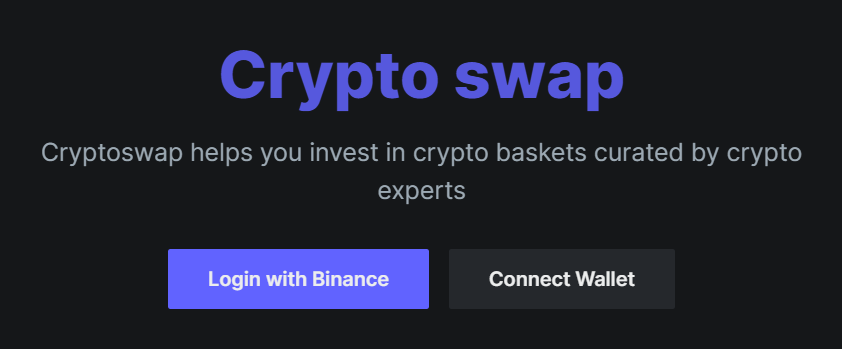 Crypto swap
Cryptoswap helps you invest in crypto baskets curated by crypto
experts
Login with Binance
Connect Wallet